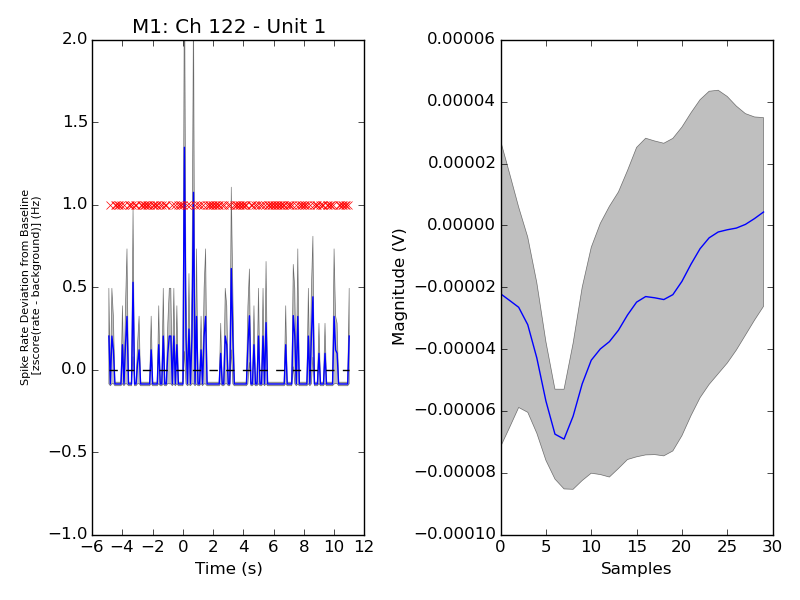 M1: Ch 122 - Unit 1
Spike Rate Deviation from Baseline
[zscore(rate - background)] (Hz)
2.0
1.5
1.0
0.5
0.0
−0.5
−1.0
−6 −4 −2 0 2 4 6 8 10 12
Time (s)
Magnitude (V)
0.00006
0.00004
0.00002
0.00000
−0.00002
−0.00004
−0.00006
−0.00008
−0.00010
0 5 10 15 20 25 30
Samples